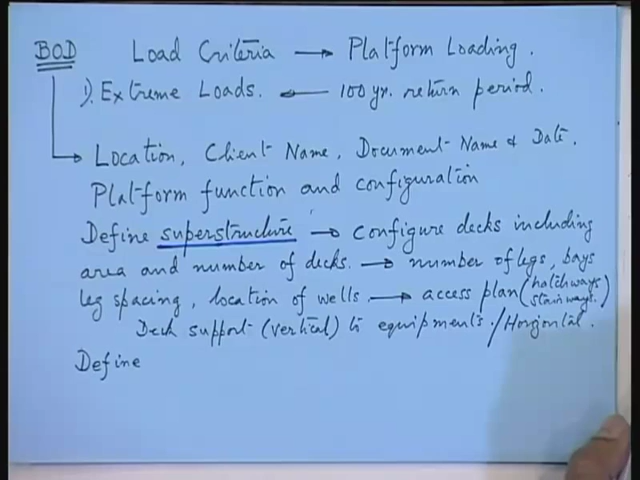 BOD Load Criteria → Platform Loading.
1). Extreme Loads. ← 100 yr. return period.
→ Location, Client Name, Document Name & Date.
Platform function and configuration
Define superstructure → configure decks including
area and number of decks. → number of legs, bays
leg spacing, location of wells → access plan (hatchways stairways.)
Deck support (vertical) to equipments. / Horizontal.
Define